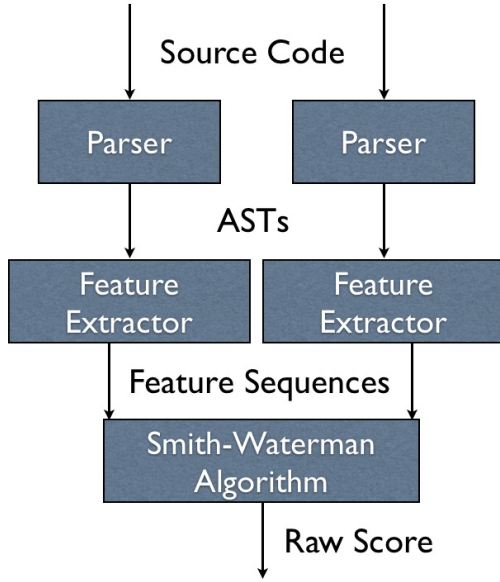 Source Code
Parser
Parser
ASTs
Feature
Extractor
Feature
Extractor
Feature Sequences
Smith-Waterman
Algorithm
Raw Score